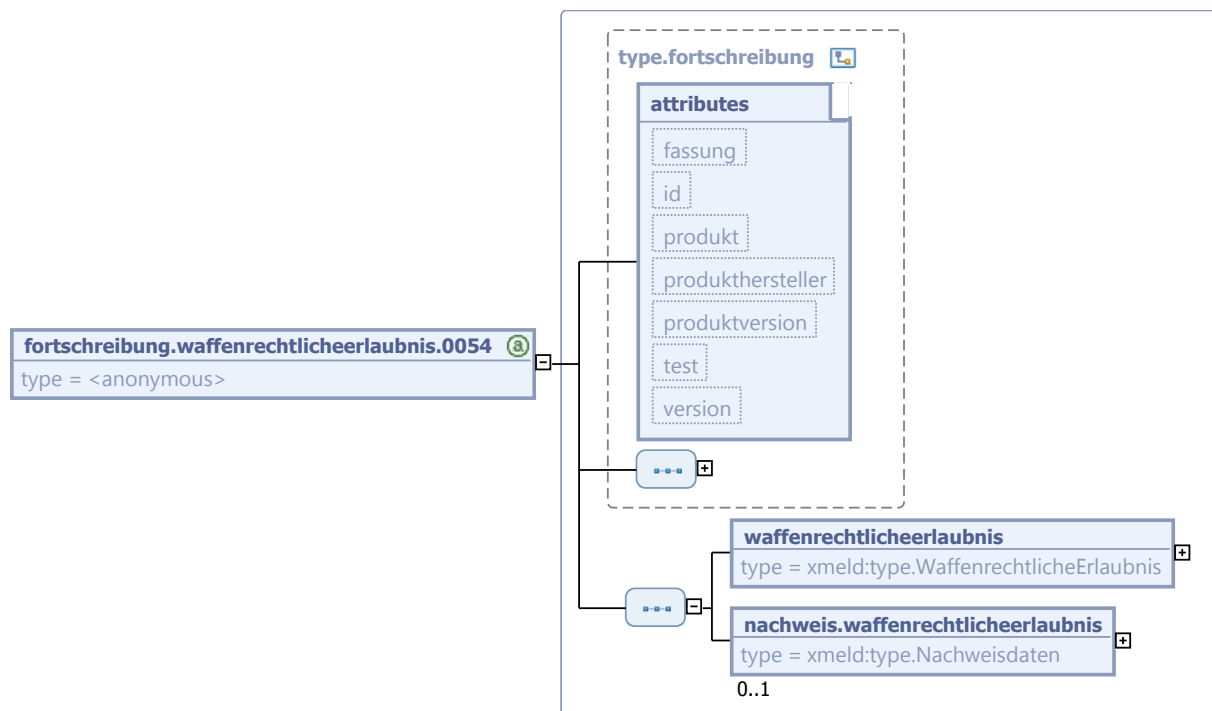 type.fortschreibung
attributes
fassung
id
produkt
produkthersteller
produktversion
test
version
fortschreibung.waffenrechtlicheerlaubnis.0054
type = <anonymous>
waffenrechtlicheerlaubnis
type = xmeld:type.WaffenrechtlicheErlaubnis
nachweis.waffenrechtlicheerlaubnis
type = xmeld:type.Nachweisdaten
0..1